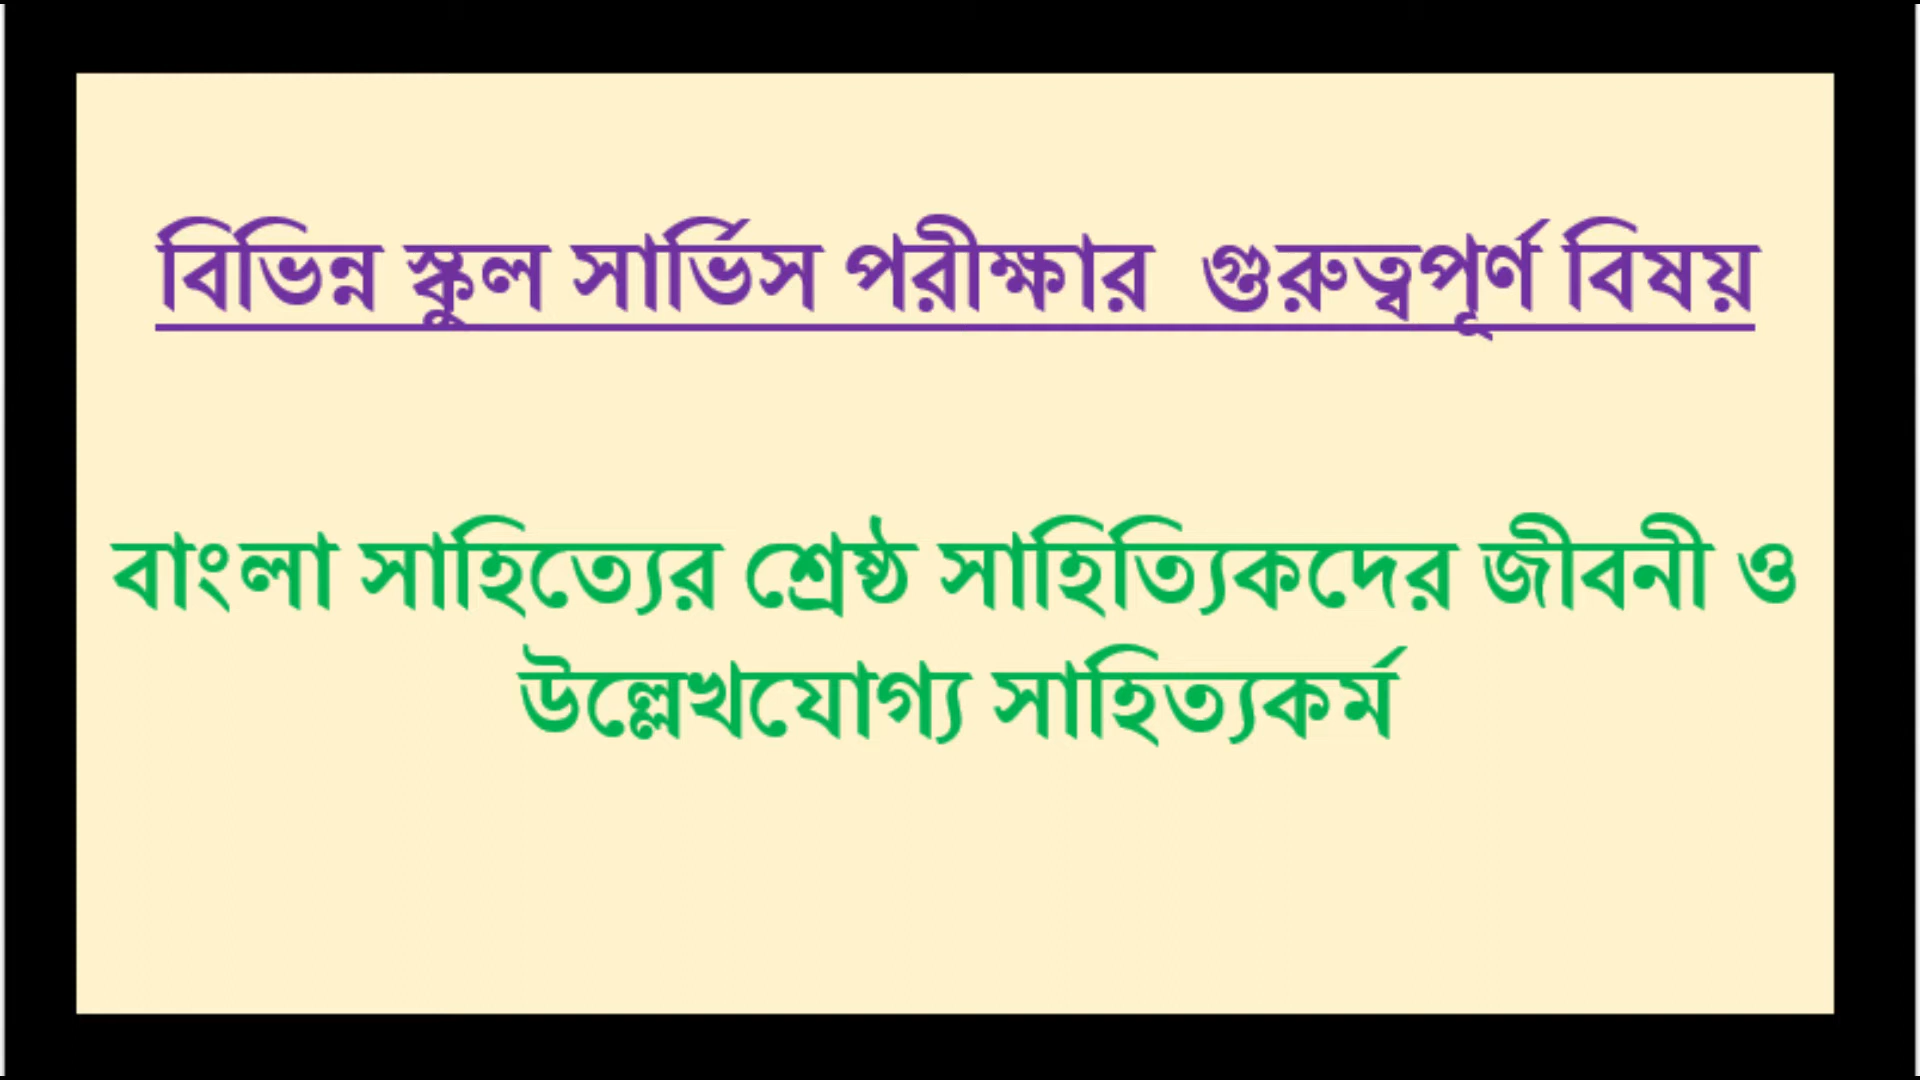 বিভিন্ন স্কুল সার্ভিস পরীক্ষার গুরুত্বপূর্ণ বিষয়
বাংলা সাহিত্যের শ্রেষ্ঠ সাহিত্যিকদের জীবনী ও
উল্লেখযোগ্য সাহিত্যকর্ম